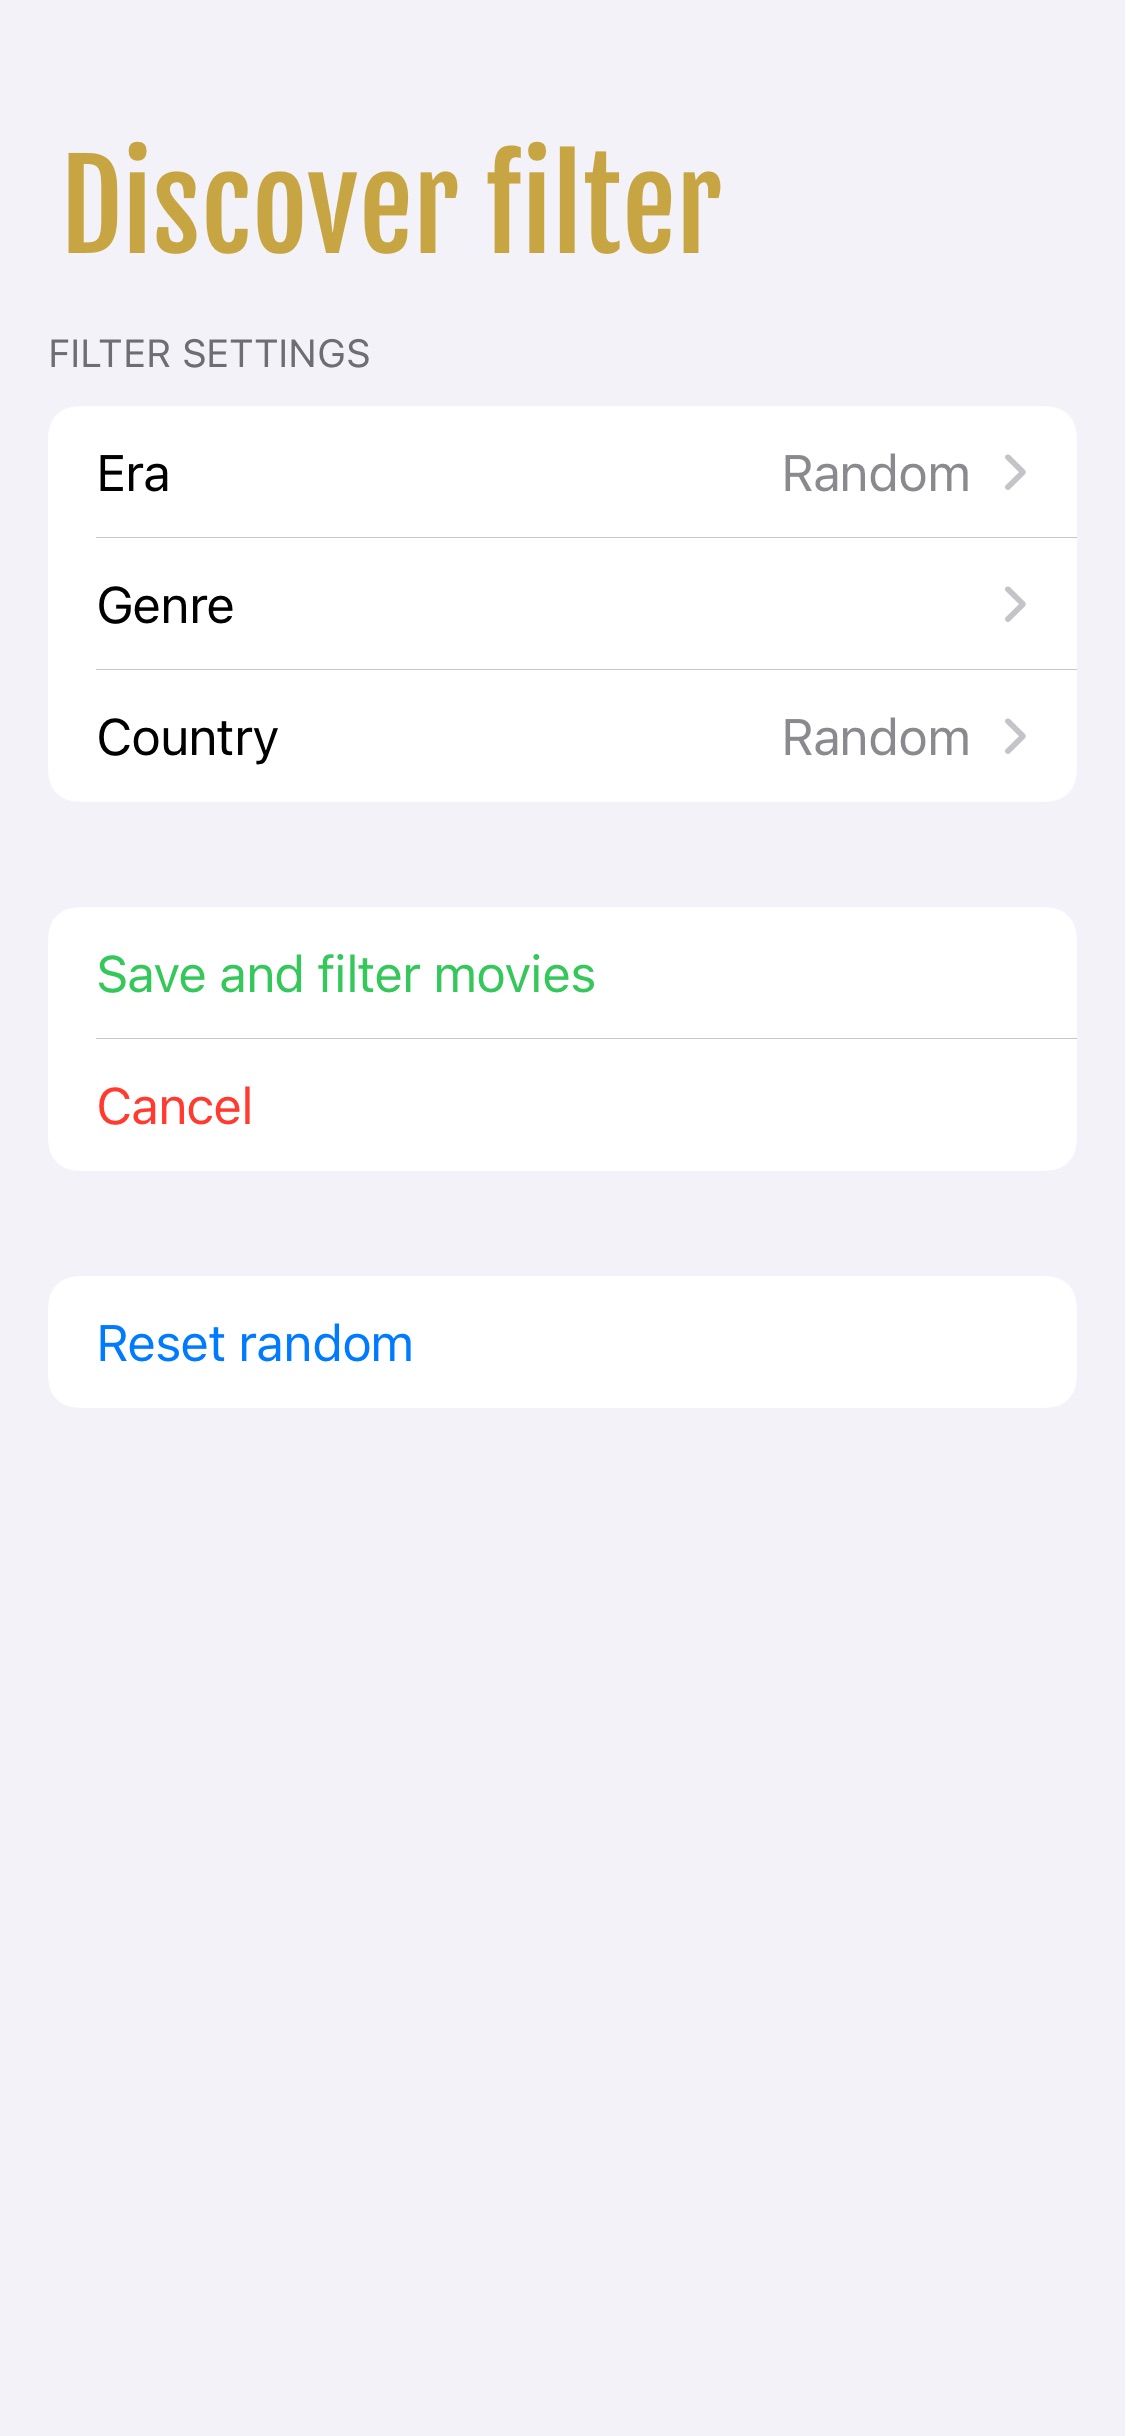 Discover filter
FILTER SETTINGS
Era Random
Genre
Country Random
Save and filter movies
Cancel
Reset random